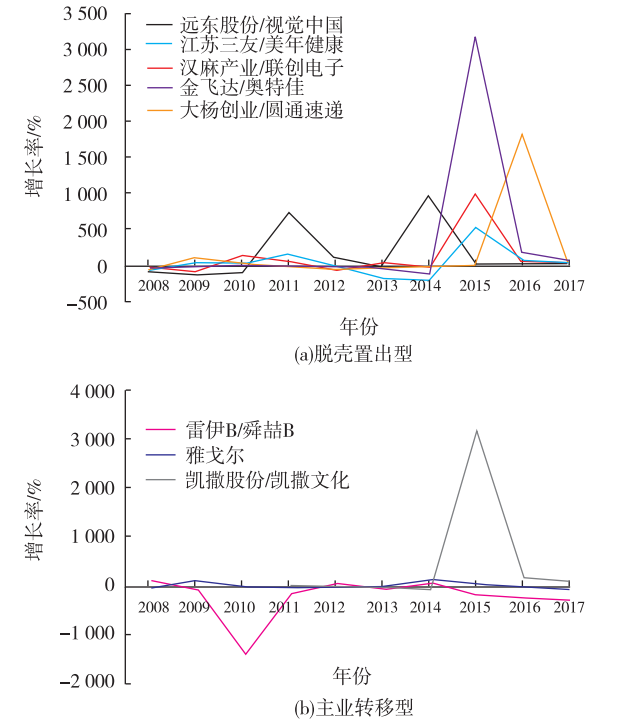 3 500
3 000
2 500
2 000
1 500
1 000
500
0
−500
增长率/%
远东股份/视觉中国
江苏三友/美年健康
汉麻产业/联创电子
金飞达/奥特佳
大杨创业/圆通速递
2008 2009 2010 2011 2012 2013 2014 2015 2016 2017
年份
(a)脱壳置出型
4 000
3 000
2 000
1 000
0
−1 000
−2 000
增长率/%
雷伊B/舜喆B
雅戈尔
凯撒股份/凯撒文化
2008 2009 2010 2011 2012 2013 2014 2015 2016 2017
年份
(b)主业转移型